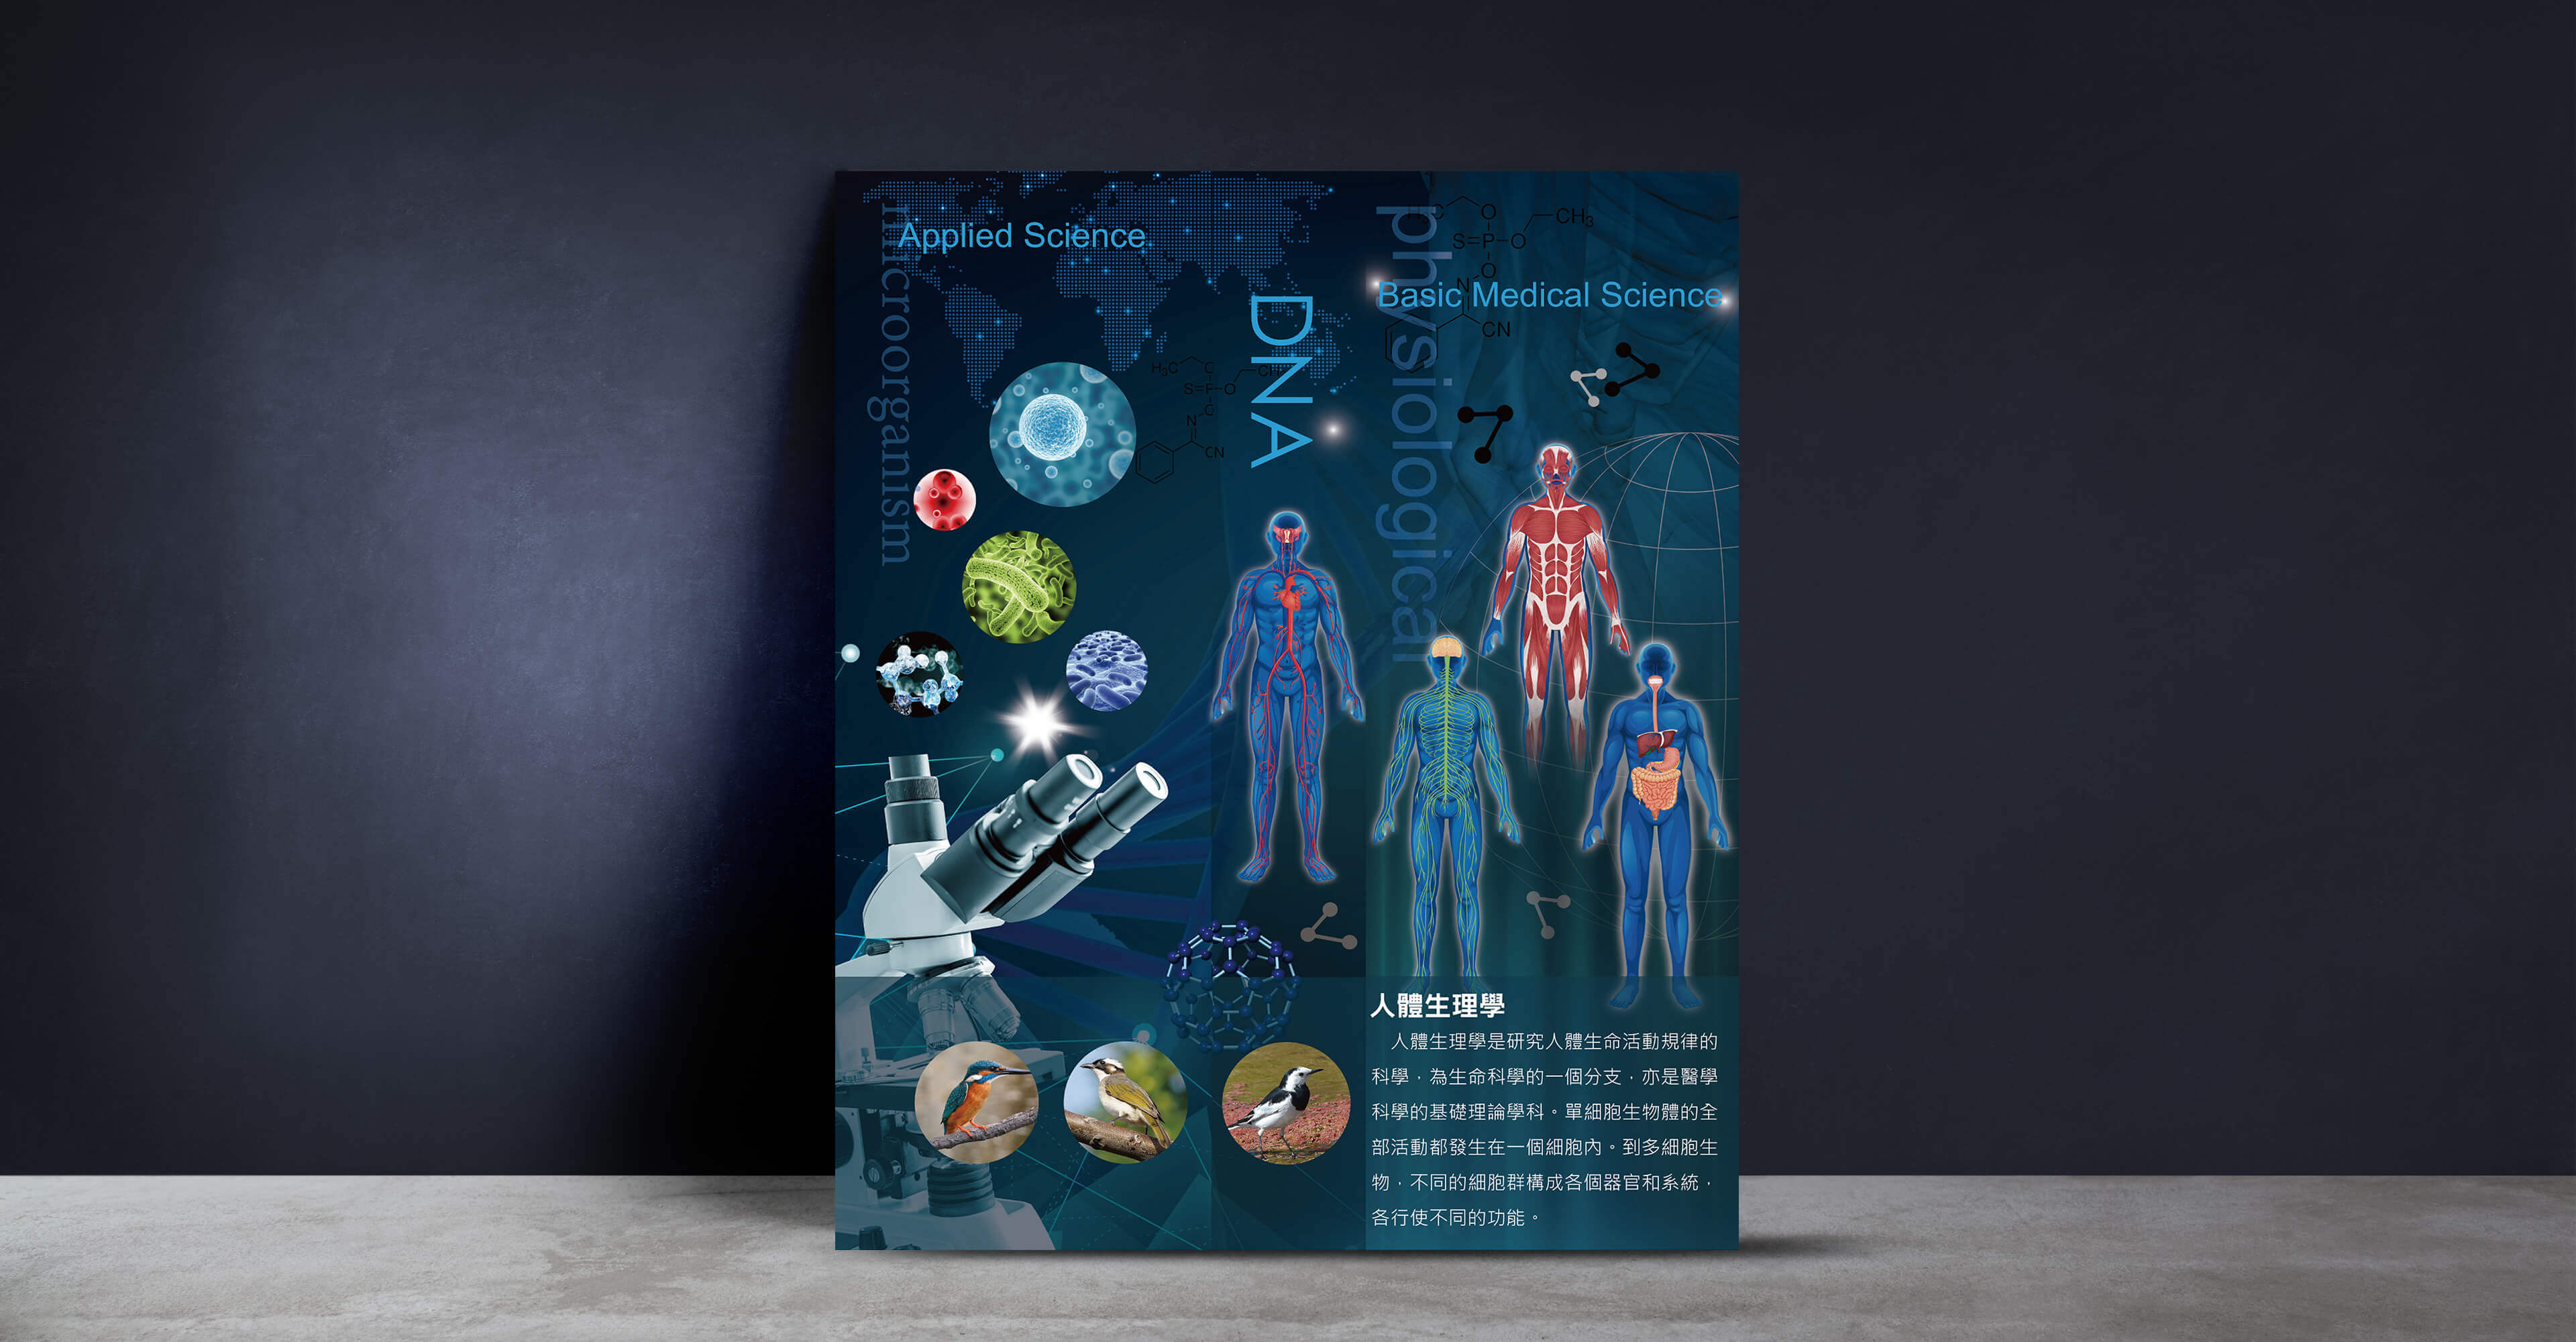 Applied Science
microorganism
DNA
physiological
Basic Medical Science
O
CH3
S=P-O
O
N
CN
H3C
O
CH
S=P-O
O
N
CN
人體生理學
人體生理學是研究人體生命活動規律的
科學，為生命科學的一個分支，亦是醫學
科學的基礎理論學科。單細胞生物體的全
部活動都發生在一個細胞內。到多細胞生
物，不同的細胞群構成各個器官和系統，
各行使不同的功能。